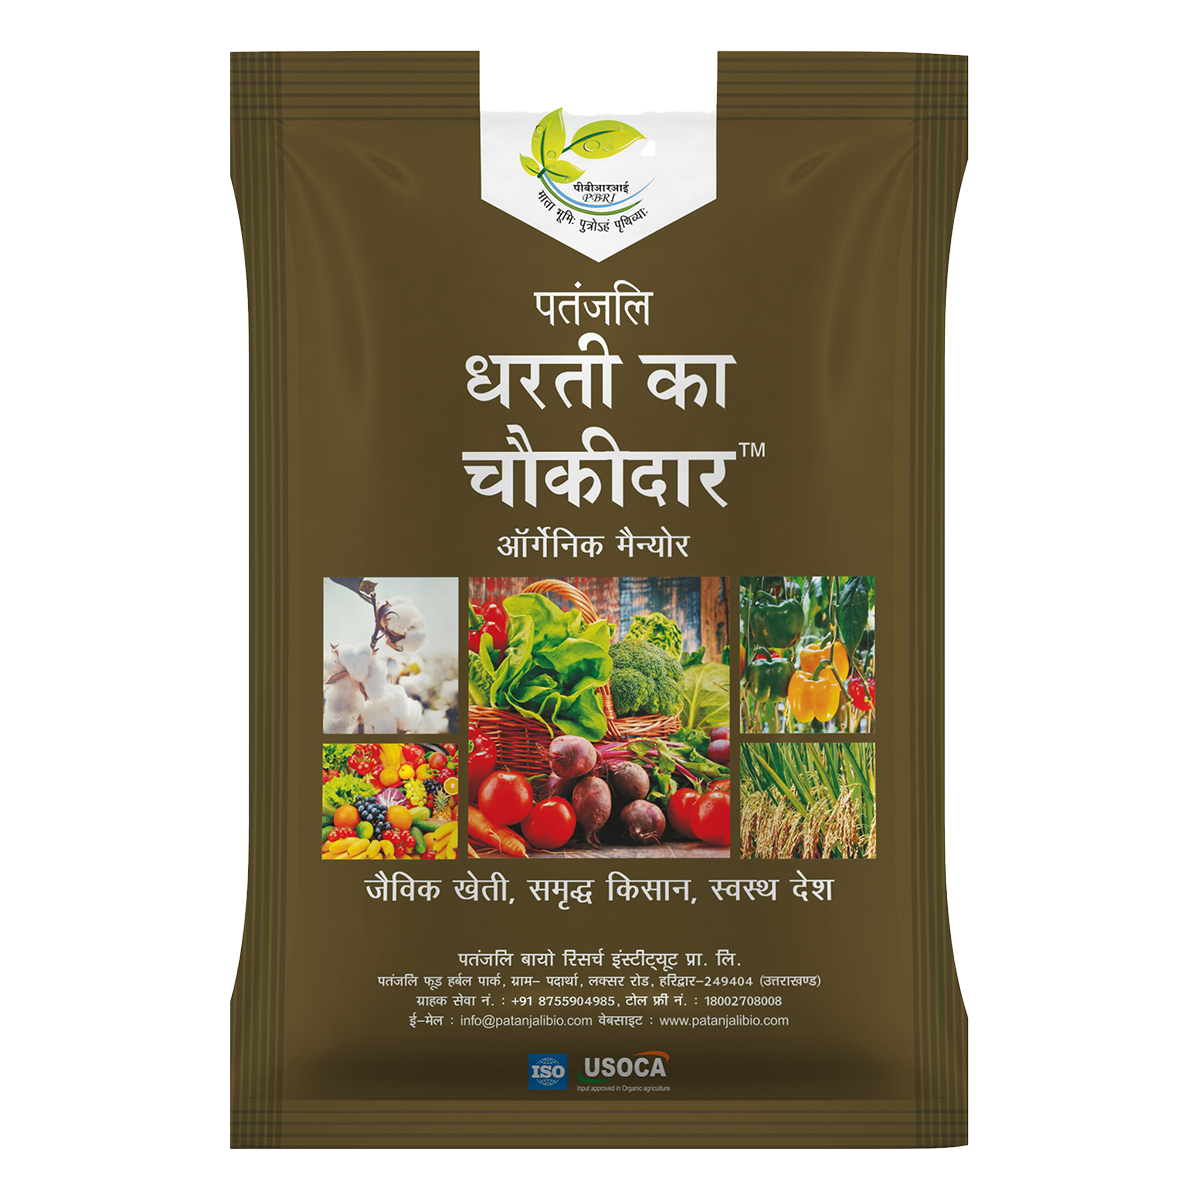 पीबीआरआई
PBRI
माता भूमिः पुत्रोऽहं पृथिव्याः
पतंजलि
धरती का
चौकीदार™
ऑर्गेनिक मैन्योर
जैविक खेती, समृद्ध किसान, स्वस्थ देश
पतंजलि बायो रिसर्च इंस्टीट्यूट प्रा. लि.
पतंजलि फूड हर्बल पार्क, ग्राम– पदार्था, लक्सर रोड, हरिद्वार–249404 (उत्तराखण्ड)
ग्राहक सेवा नं. : +91 8755904985, टोल फ्री नं. : 18002708008
ई–मेल : info@patanjalibio.com वेबसाइट : www.patanjalibio.com
ISO USOCA
Input approved in Organic agriculture